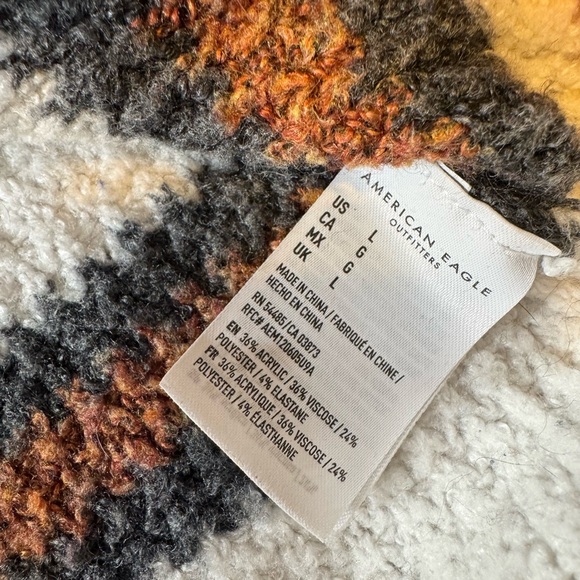 AMERICAN EAGLE
OUTFITTERS
US L
CA G
MX G
UK L
MADE IN CHINA / FABRIQUÉ EN CHINE /
HECHO EN CHINA
RN 54485 / CA 03873
RFC# AEM120605U9A
EN 36% ACRYLIC / 36% VISCOSE / 24%
POLYESTER / 4% ELASTANE
FR 36% ACRYLIQUE / 36% VISCOSE / 24%
POLYESTER / 4% ÉLASTHANNE